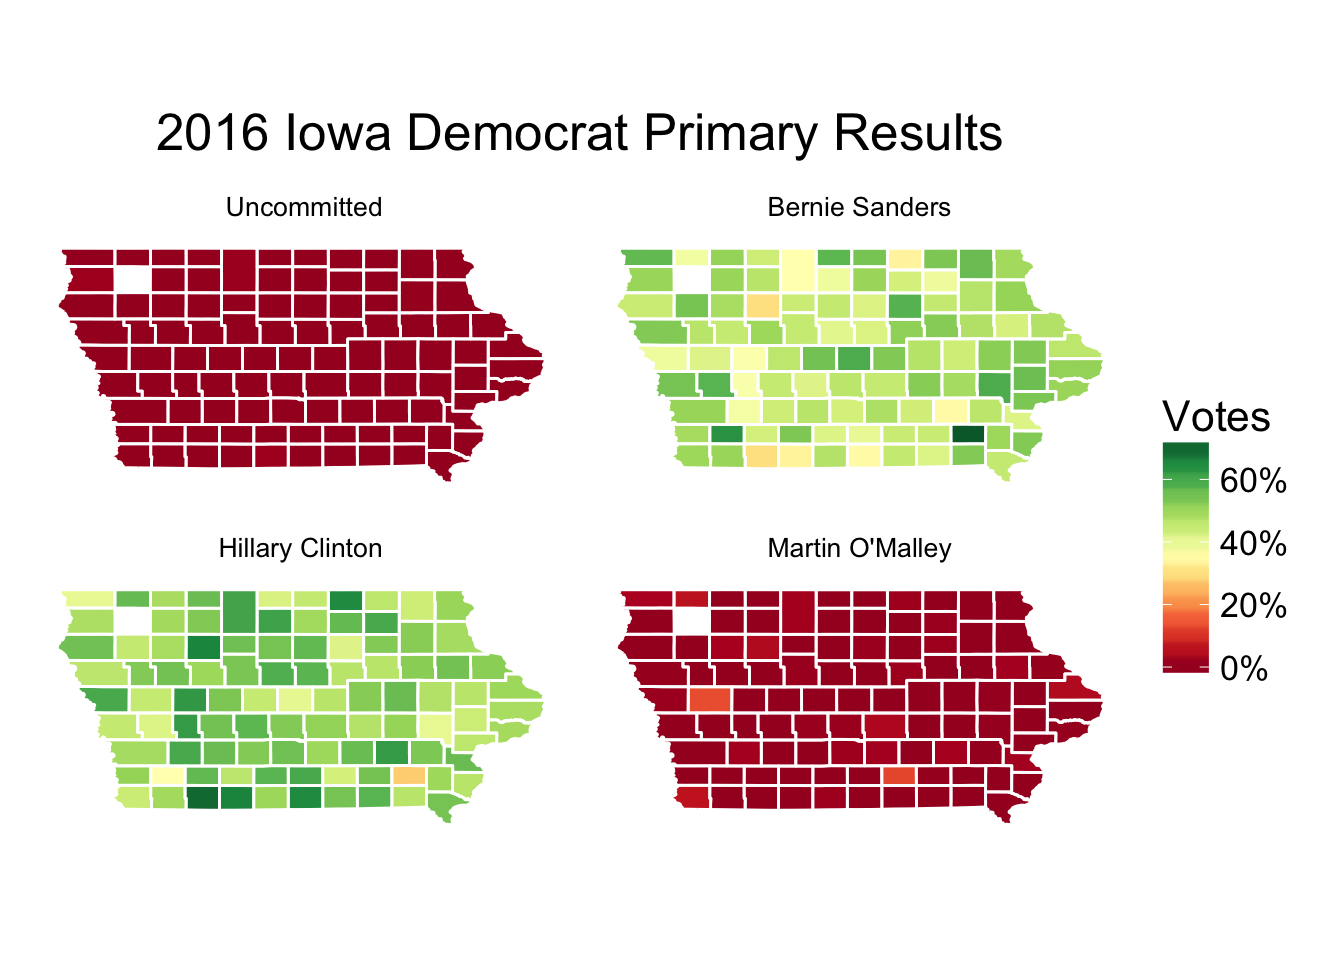 2016 Iowa Democrat Primary Results
Uncommitted
Bernie Sanders
Hillary Clinton
Martin O'Malley
Votes
60%
40%
20%
0%